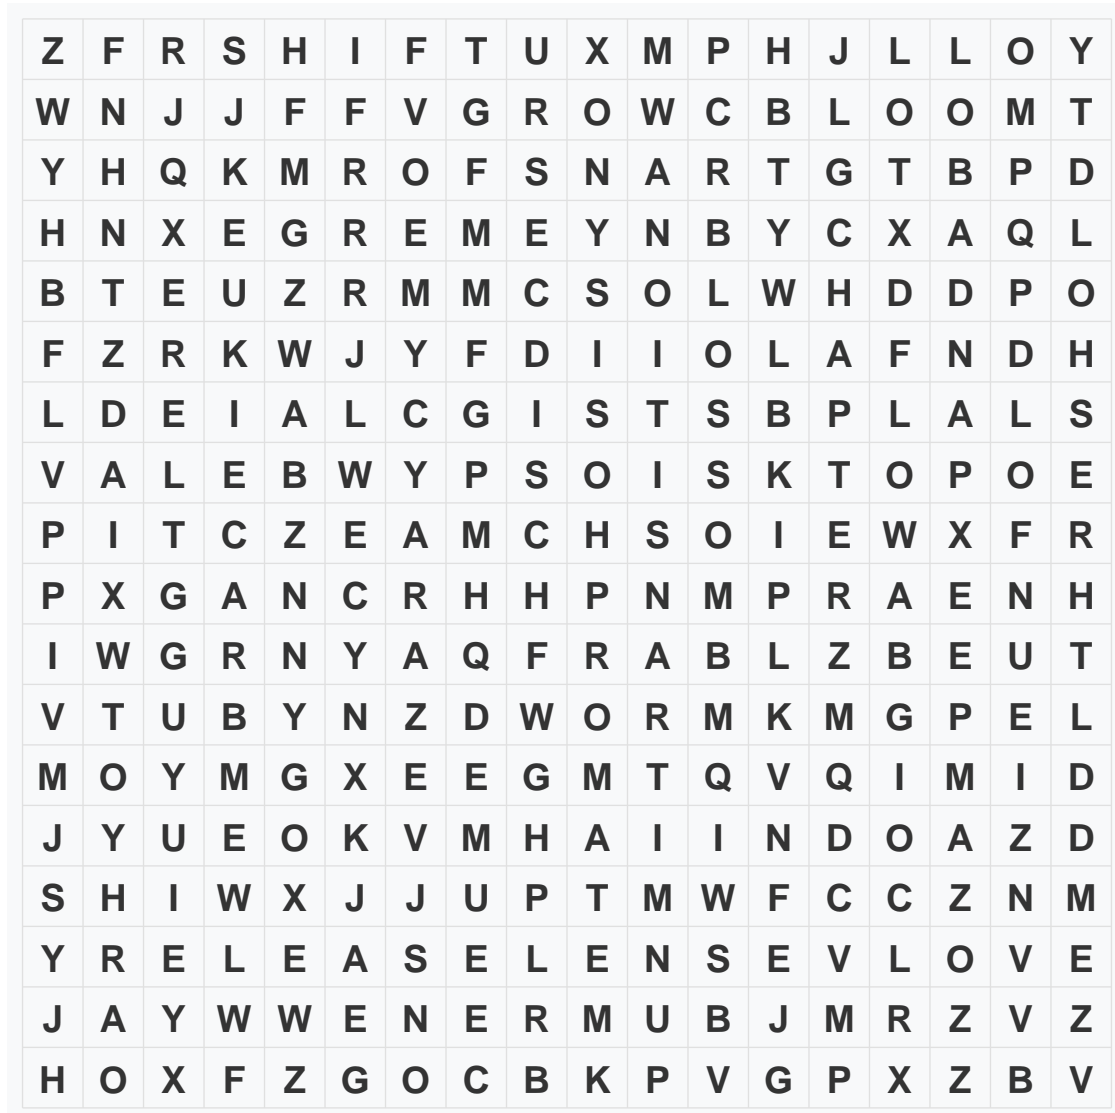 Z F R S H I F T U X M P H J L L O Y
W N J J F F V G R O W C B L O O M T
Y H Q K M R O F S N A R T G T B P D
H N X E G R E M E Y N B Y C X A Q L
B T E U Z R M M C S O L W H D D P O
F Z R K W J Y F D I I O L A F N D H
L D E I A L C G I S T S B P L A L S
V A L E B W Y P S O I S K T O P O E
P I T C Z E A M C H S O I E W X F R
P X G A N C R H H P N M P R A E N H
I W G R N Y A Q F R A B L Z B E U T
V T U B Y N Z D W O R M K M G P E L
M O Y M G X E E G M T Q V Q I M I D
J Y U E O K V M H A I I N D O A Z D
S H I W X J J U P T M W F C C Z N M
Y R E L E A S E L E N S E V L O V E
J A Y W W E N E R M U B J M R Z V Z
H O X F Z G O C B K P V G P X Z B V